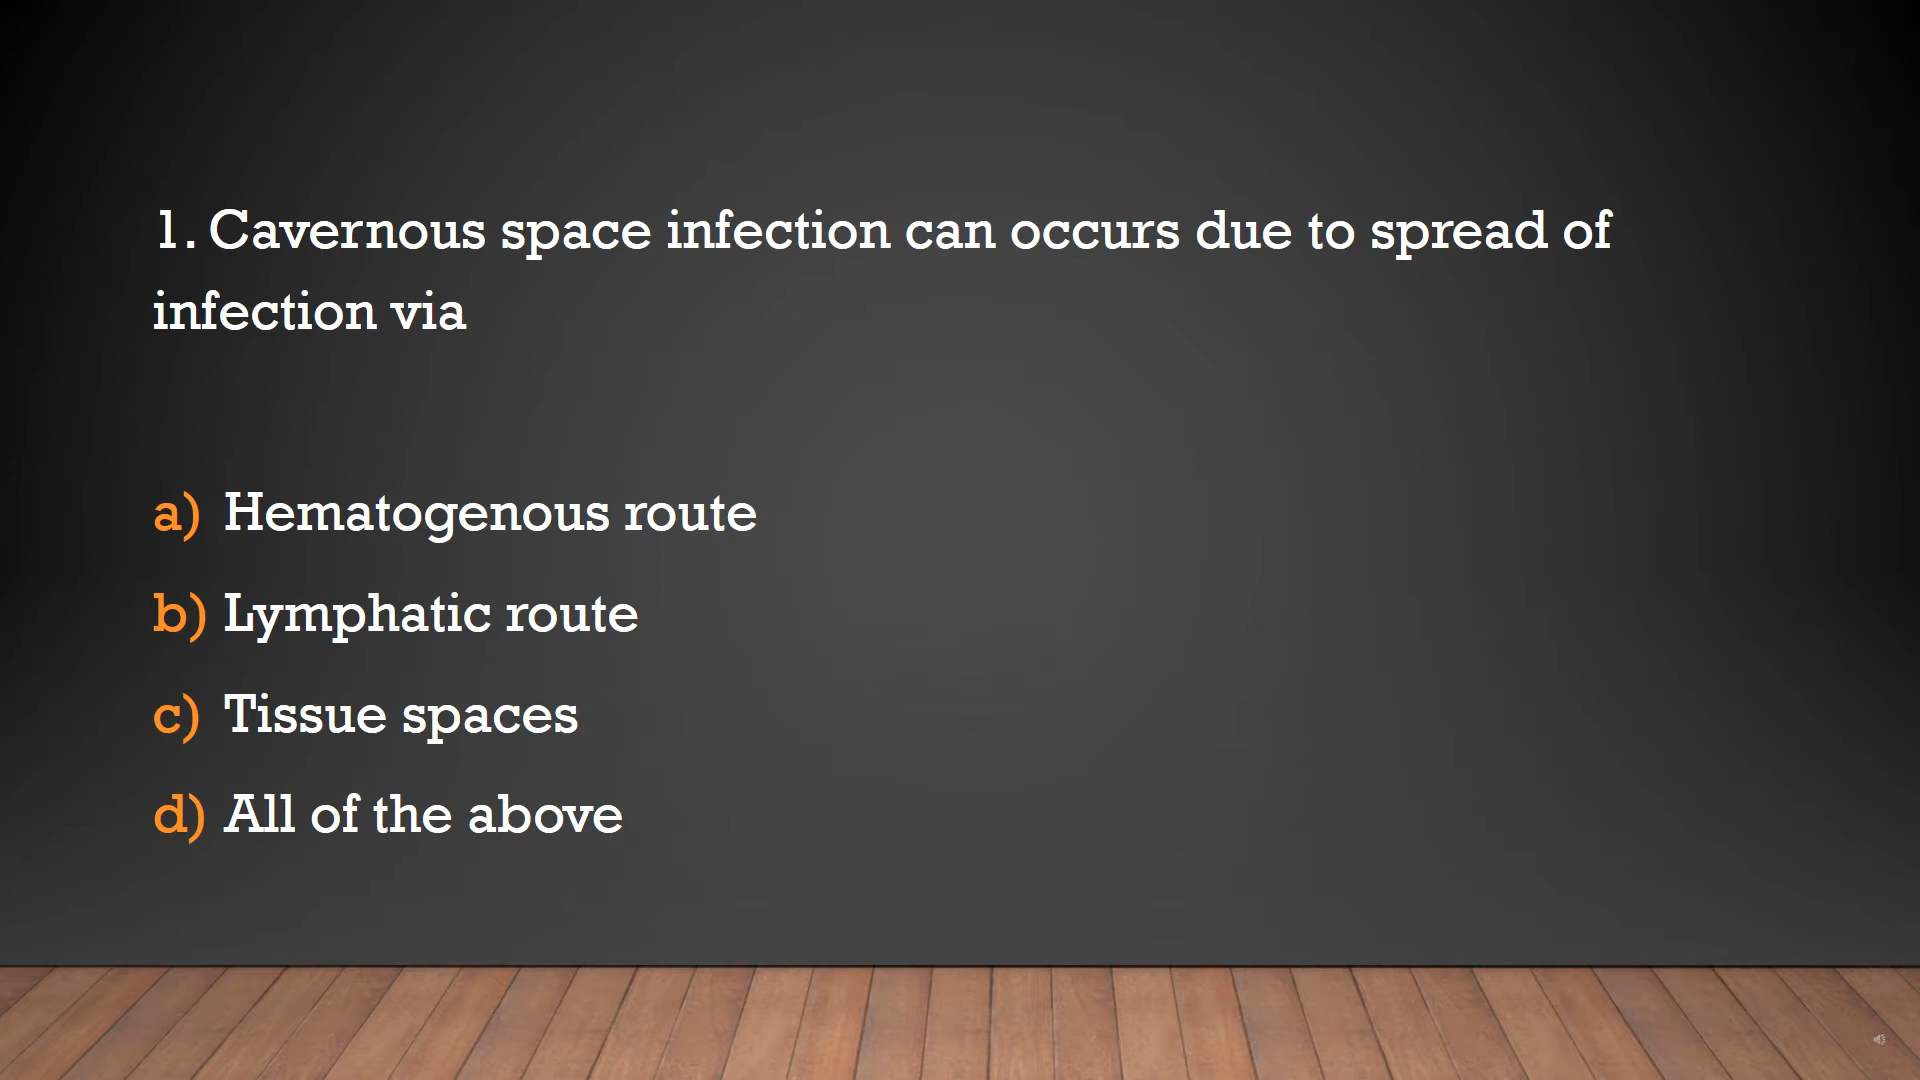 1. Cavernous space infection can occurs due to spread of
infection via
a) Hematogenous route
b) Lymphatic route
c) Tissue spaces
d) All of the above